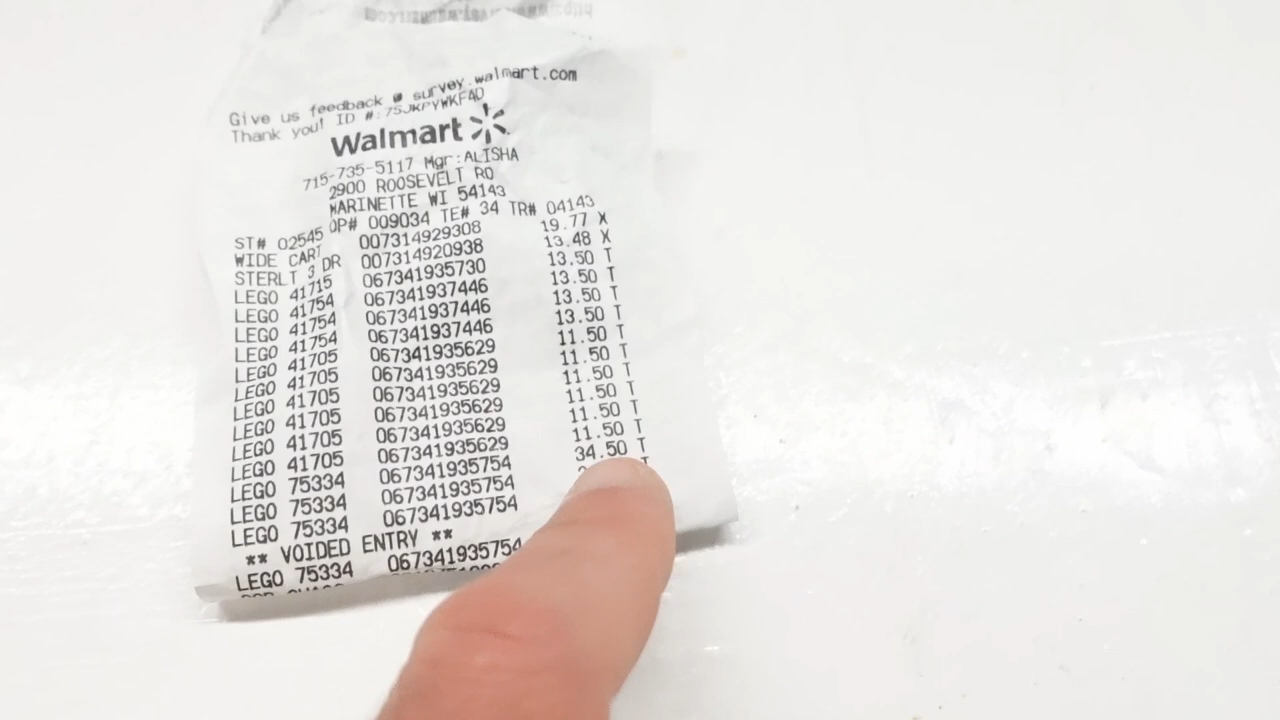 Give us feedback @ survey.walmart.com
Thank you! ID #:7SJKPYWKF4D
Walmart
715-735-5117 Mgr:ALISHA
2900 ROOSEVELT RD
MARINETTE WI 54143
ST# 02545 OP# 009034 TE# 34 TR# 04143
WIDE CART 007314929308 19.77 X
STERLT 3 DR 007314920938 13.48 X
LEGO 41715 067341935730 13.50 T
LEGO 41754 067341937446 13.50 T
LEGO 41754 067341937446 13.50 T
LEGO 41754 067341937446 13.50 T
LEGO 41705 067341935629 11.50 T
LEGO 41705 067341935629 11.50 T
LEGO 41705 067341935629 11.50 T
LEGO 41705 067341935629 11.50 T
LEGO 41705 067341935629 11.50 T
LEGO 41705 067341935629 11.50 T
LEGO 75334 067341935754 34.50 T
LEGO 75334 067341935754 T
LEGO 75334 067341935754
** VOIDED ENTRY **
LEGO 75334 067341935754